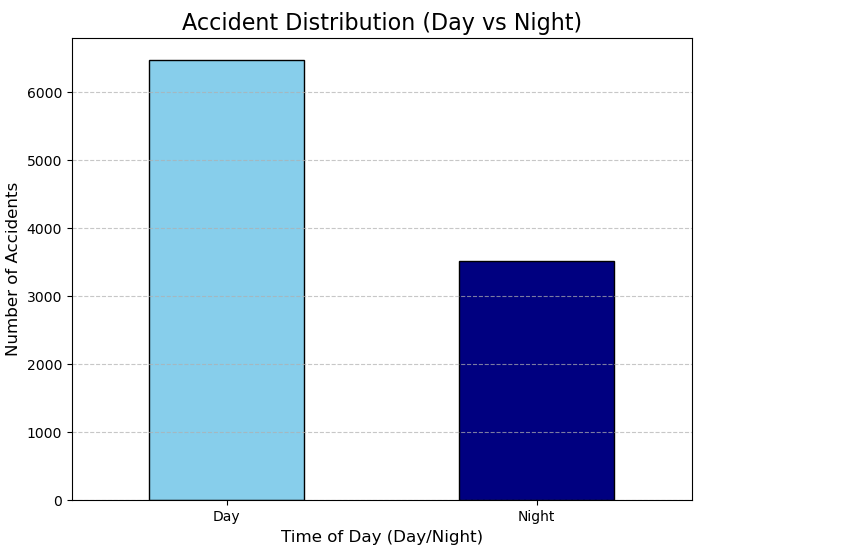 Accident Distribution (Day vs Night)
Number of Accidents
6000
5000
4000
3000
2000
1000
0
Day
Night
Time of Day (Day/Night)